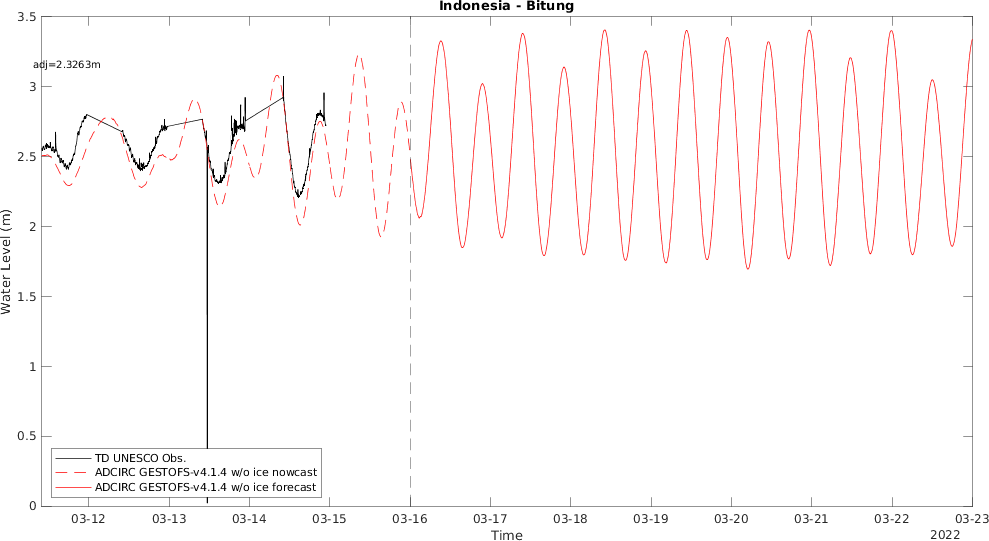 Indonesia - Bitung
adj=2.3263m
3.5
3
2.5
2
1.5
1
0.5
0
Water Level (m)
TD UNESCO Obs.
ADCIRC GESTOFS-v4.1.4 w/o ice nowcast
ADCIRC GESTOFS-v4.1.4 w/o ice forecast
03-12 03-13 03-14 03-15 03-16 03-17 03-18 03-19 03-20 03-21 03-22 03-23
Time
2022